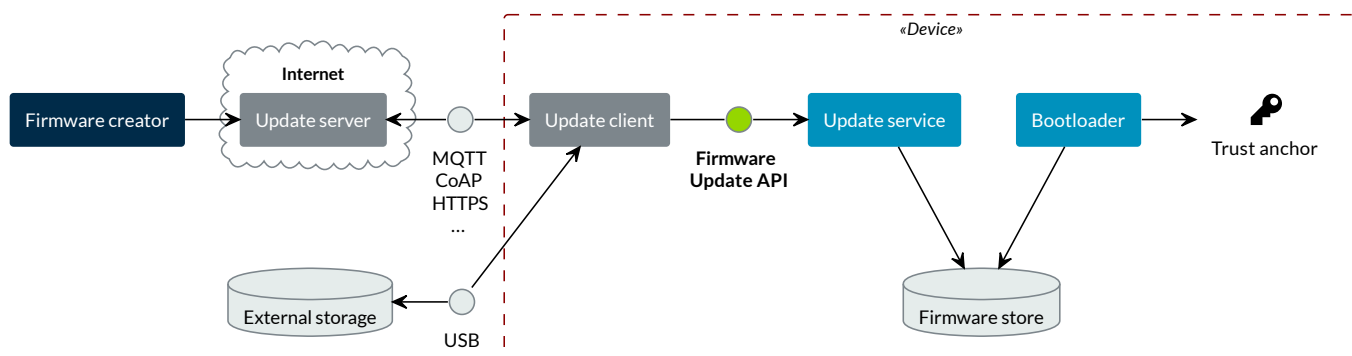 «Device»
Internet
Firmware creator
Update server
Update client
Update service
Bootloader
Trust anchor
MQTT
CoAP
HTTPS
...
Firmware
Update API
External storage
USB
Firmware store